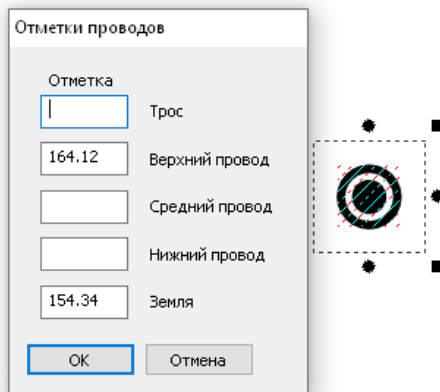 Отметки проводов
Отметка
Трос
164.12 Верхний провод
Средний провод
Нижний провод
154.34 Земля
OK Отмена